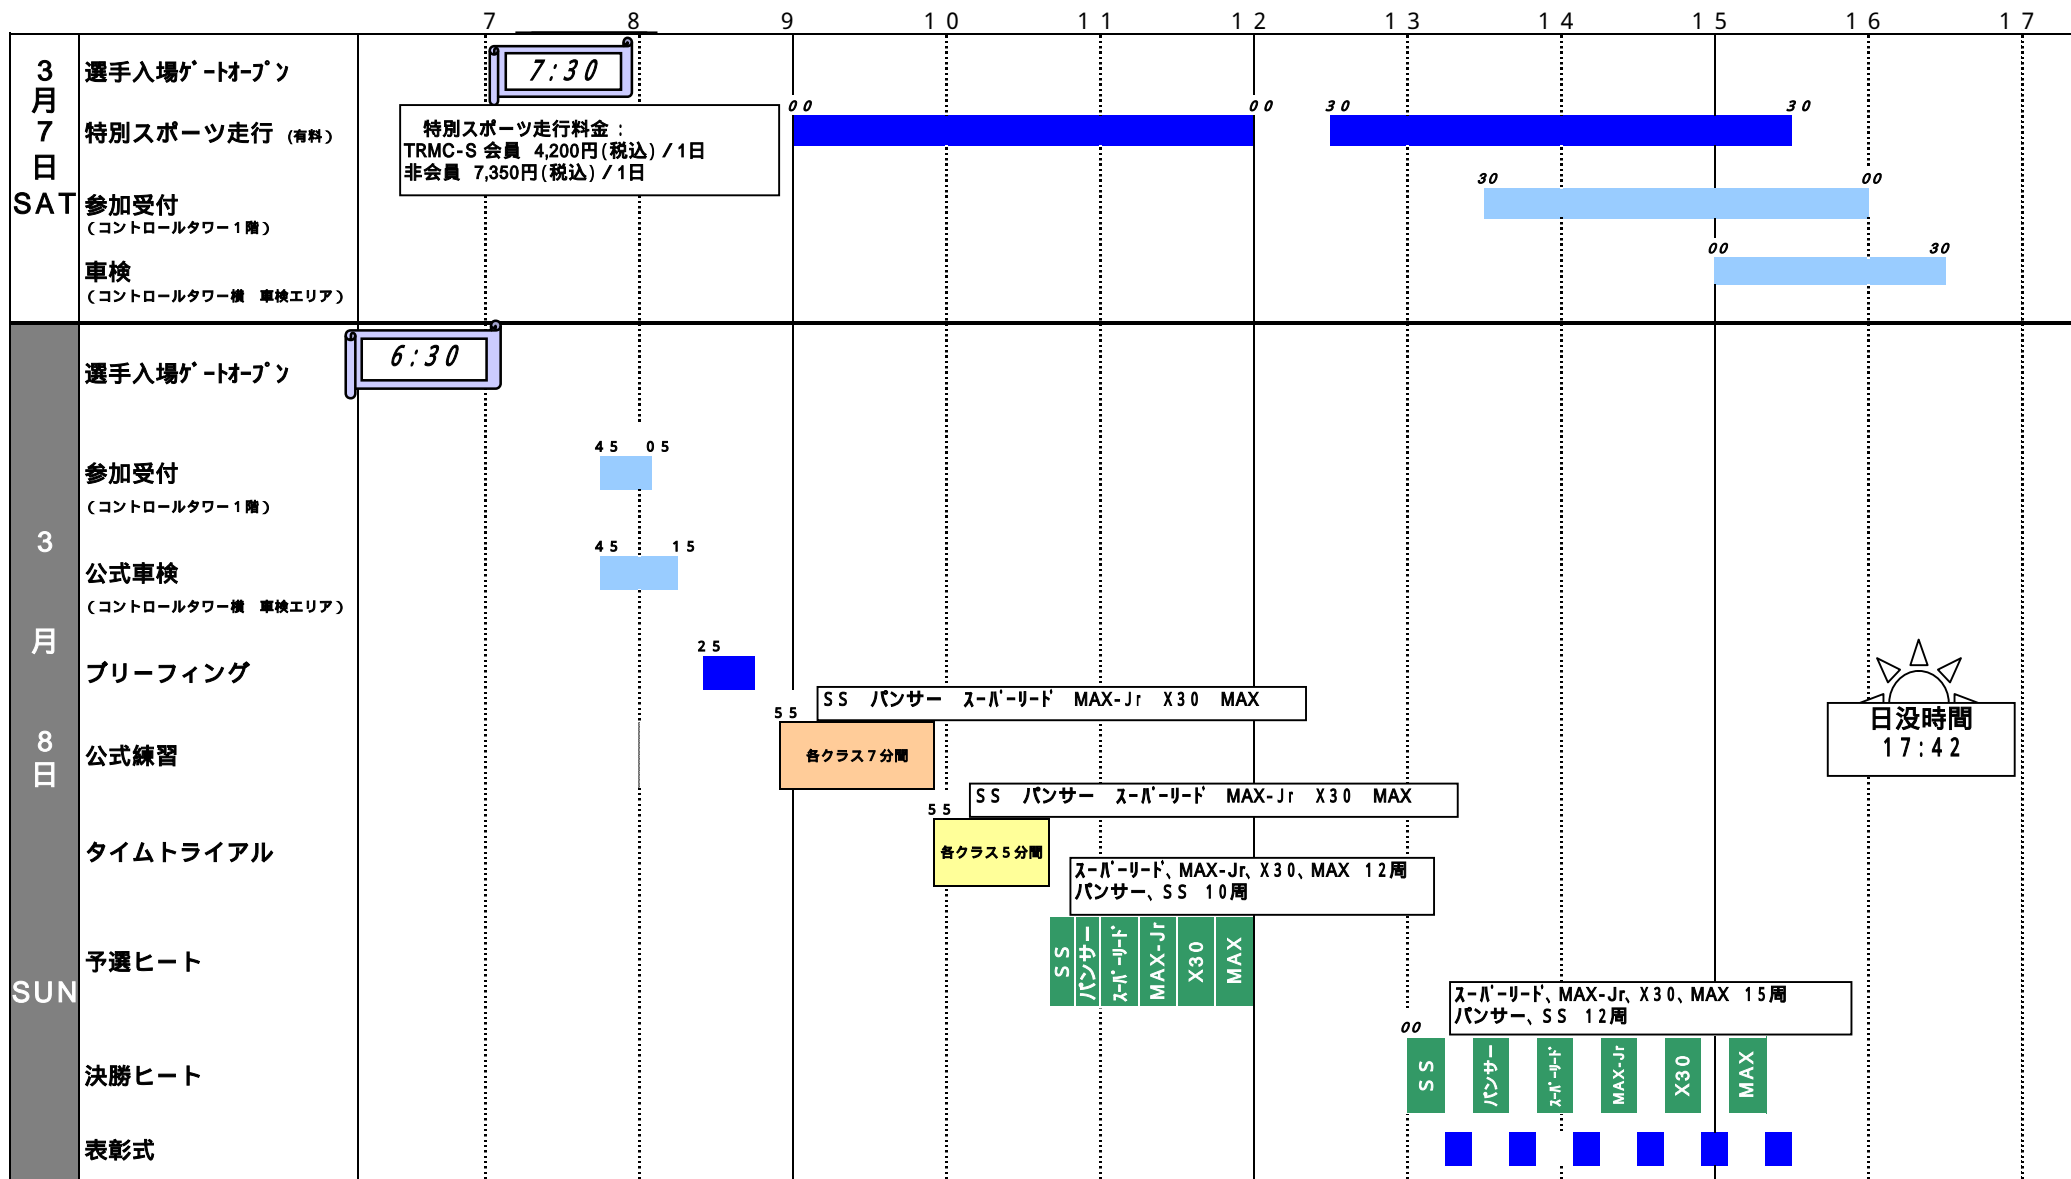 7 8 9 10 11 12 13 14 15 16 17
3月7日 SAT
選手入場ｹﾞｰﾄｵｰﾌﾟﾝ
7:30
特別スポーツ走行 (有料)
特別スポーツ走行料金：
TRMC-S 会員 4,200円(税込)/1日
非会員 7,350円(税込)/1日
00 00 30 30
参加受付
(コントロールタワー1階)
30 00
車検
(コントロールタワー横　車検エリア)
00 30
3月8日 SUN
選手入場ｹﾞｰﾄｵｰﾌﾟﾝ
6:30
参加受付
(コントロールタワー1階)
45 05
公式車検
(コントロールタワー横　車検エリア)
45 15
ブリーフィング
25
公式練習
55
SS　パンサー　ｽｰﾊﾟｰﾘｰﾄﾞ　MAX-Jr　X30　MAX
各クラス7分間
日没時間
17:42
タイムトライアル
55
SS　パンサー　ｽｰﾊﾟｰﾘｰﾄﾞ　MAX-Jr　X30　MAX
各クラス5分間
予選ヒート
ｽｰﾊﾟｰﾘｰﾄﾞ、MAX-Jr、X30、MAX 12周
パンサー、SS 10周
SS パンサー ｽｰﾊﾟｰﾘｰﾄﾞ MAX-Jr X30 MAX
決勝ヒート
ｽｰﾊﾟｰﾘｰﾄﾞ、MAX-Jr、X30、MAX 15周
パンサー、SS 12周
00
SS パンサー ｽｰﾊﾟｰﾘｰﾄﾞ MAX-Jr X30 MAX
表彰式